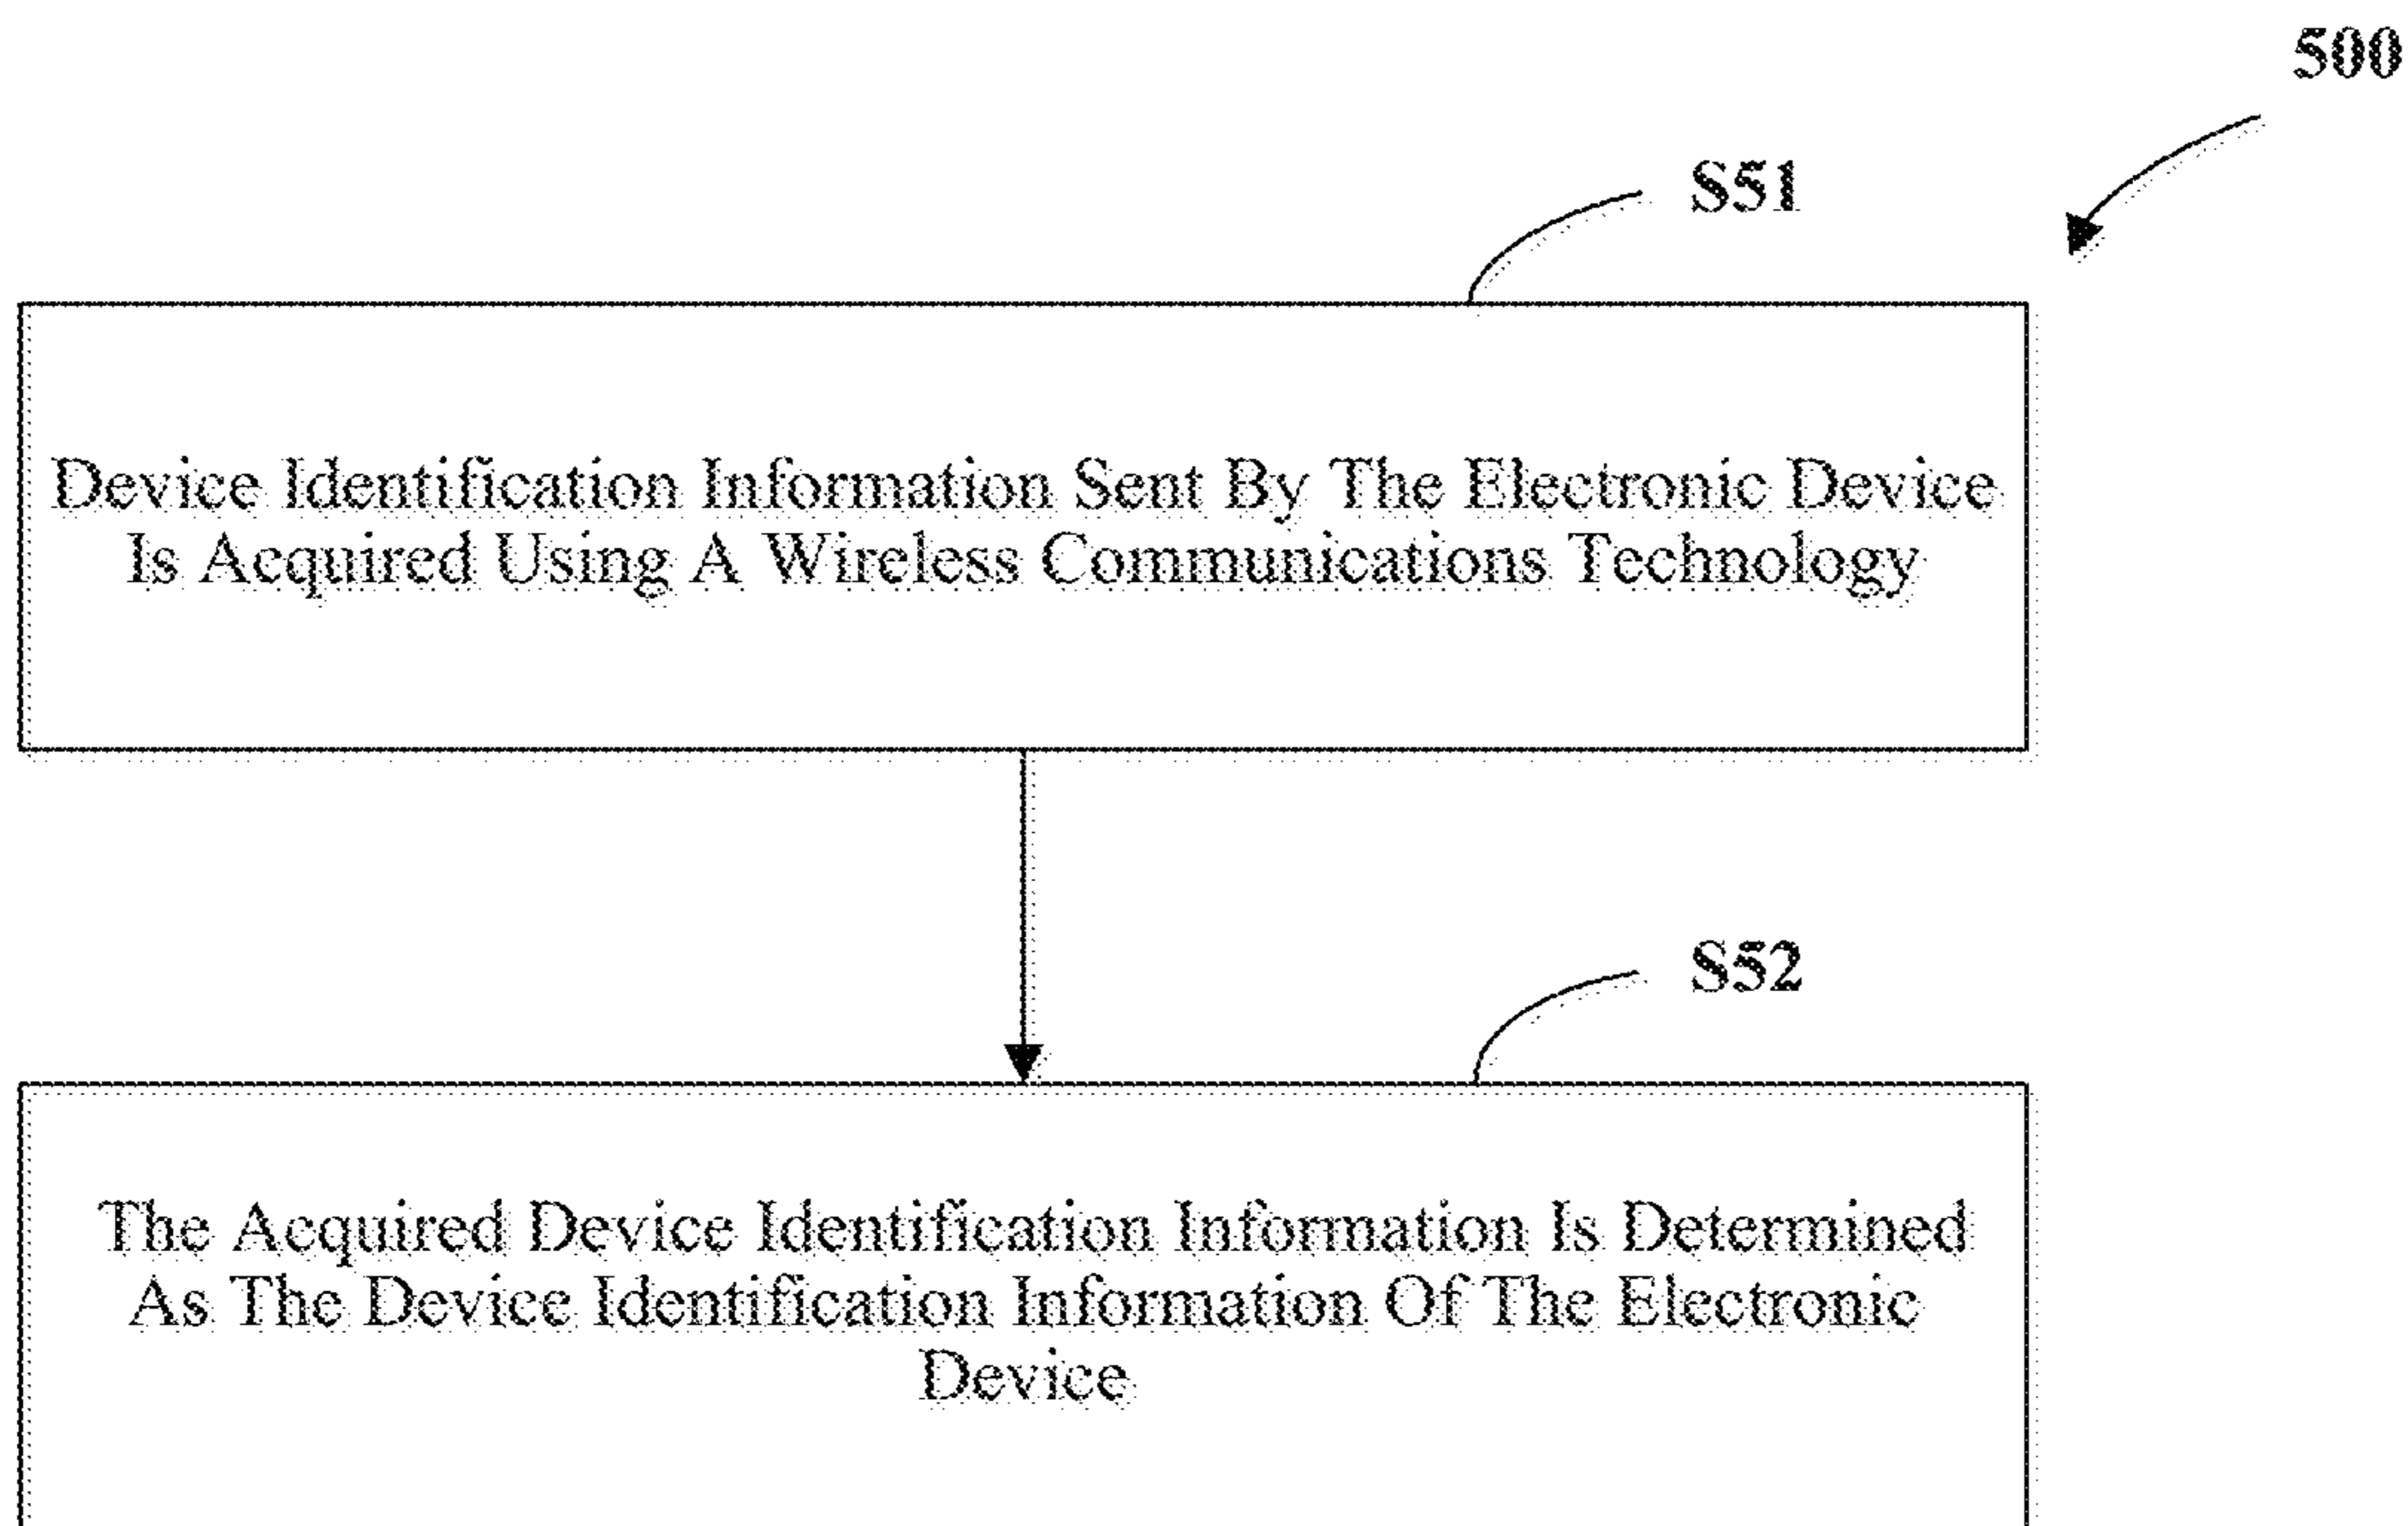 500
S51
Device Identification Information Sent By The Electronic Device
Is Acquired Using A Wireless Communications Technology
S52
The Acquired Device Identification Information Is Determined
As The Device Identification Information Of The Electronic
Device